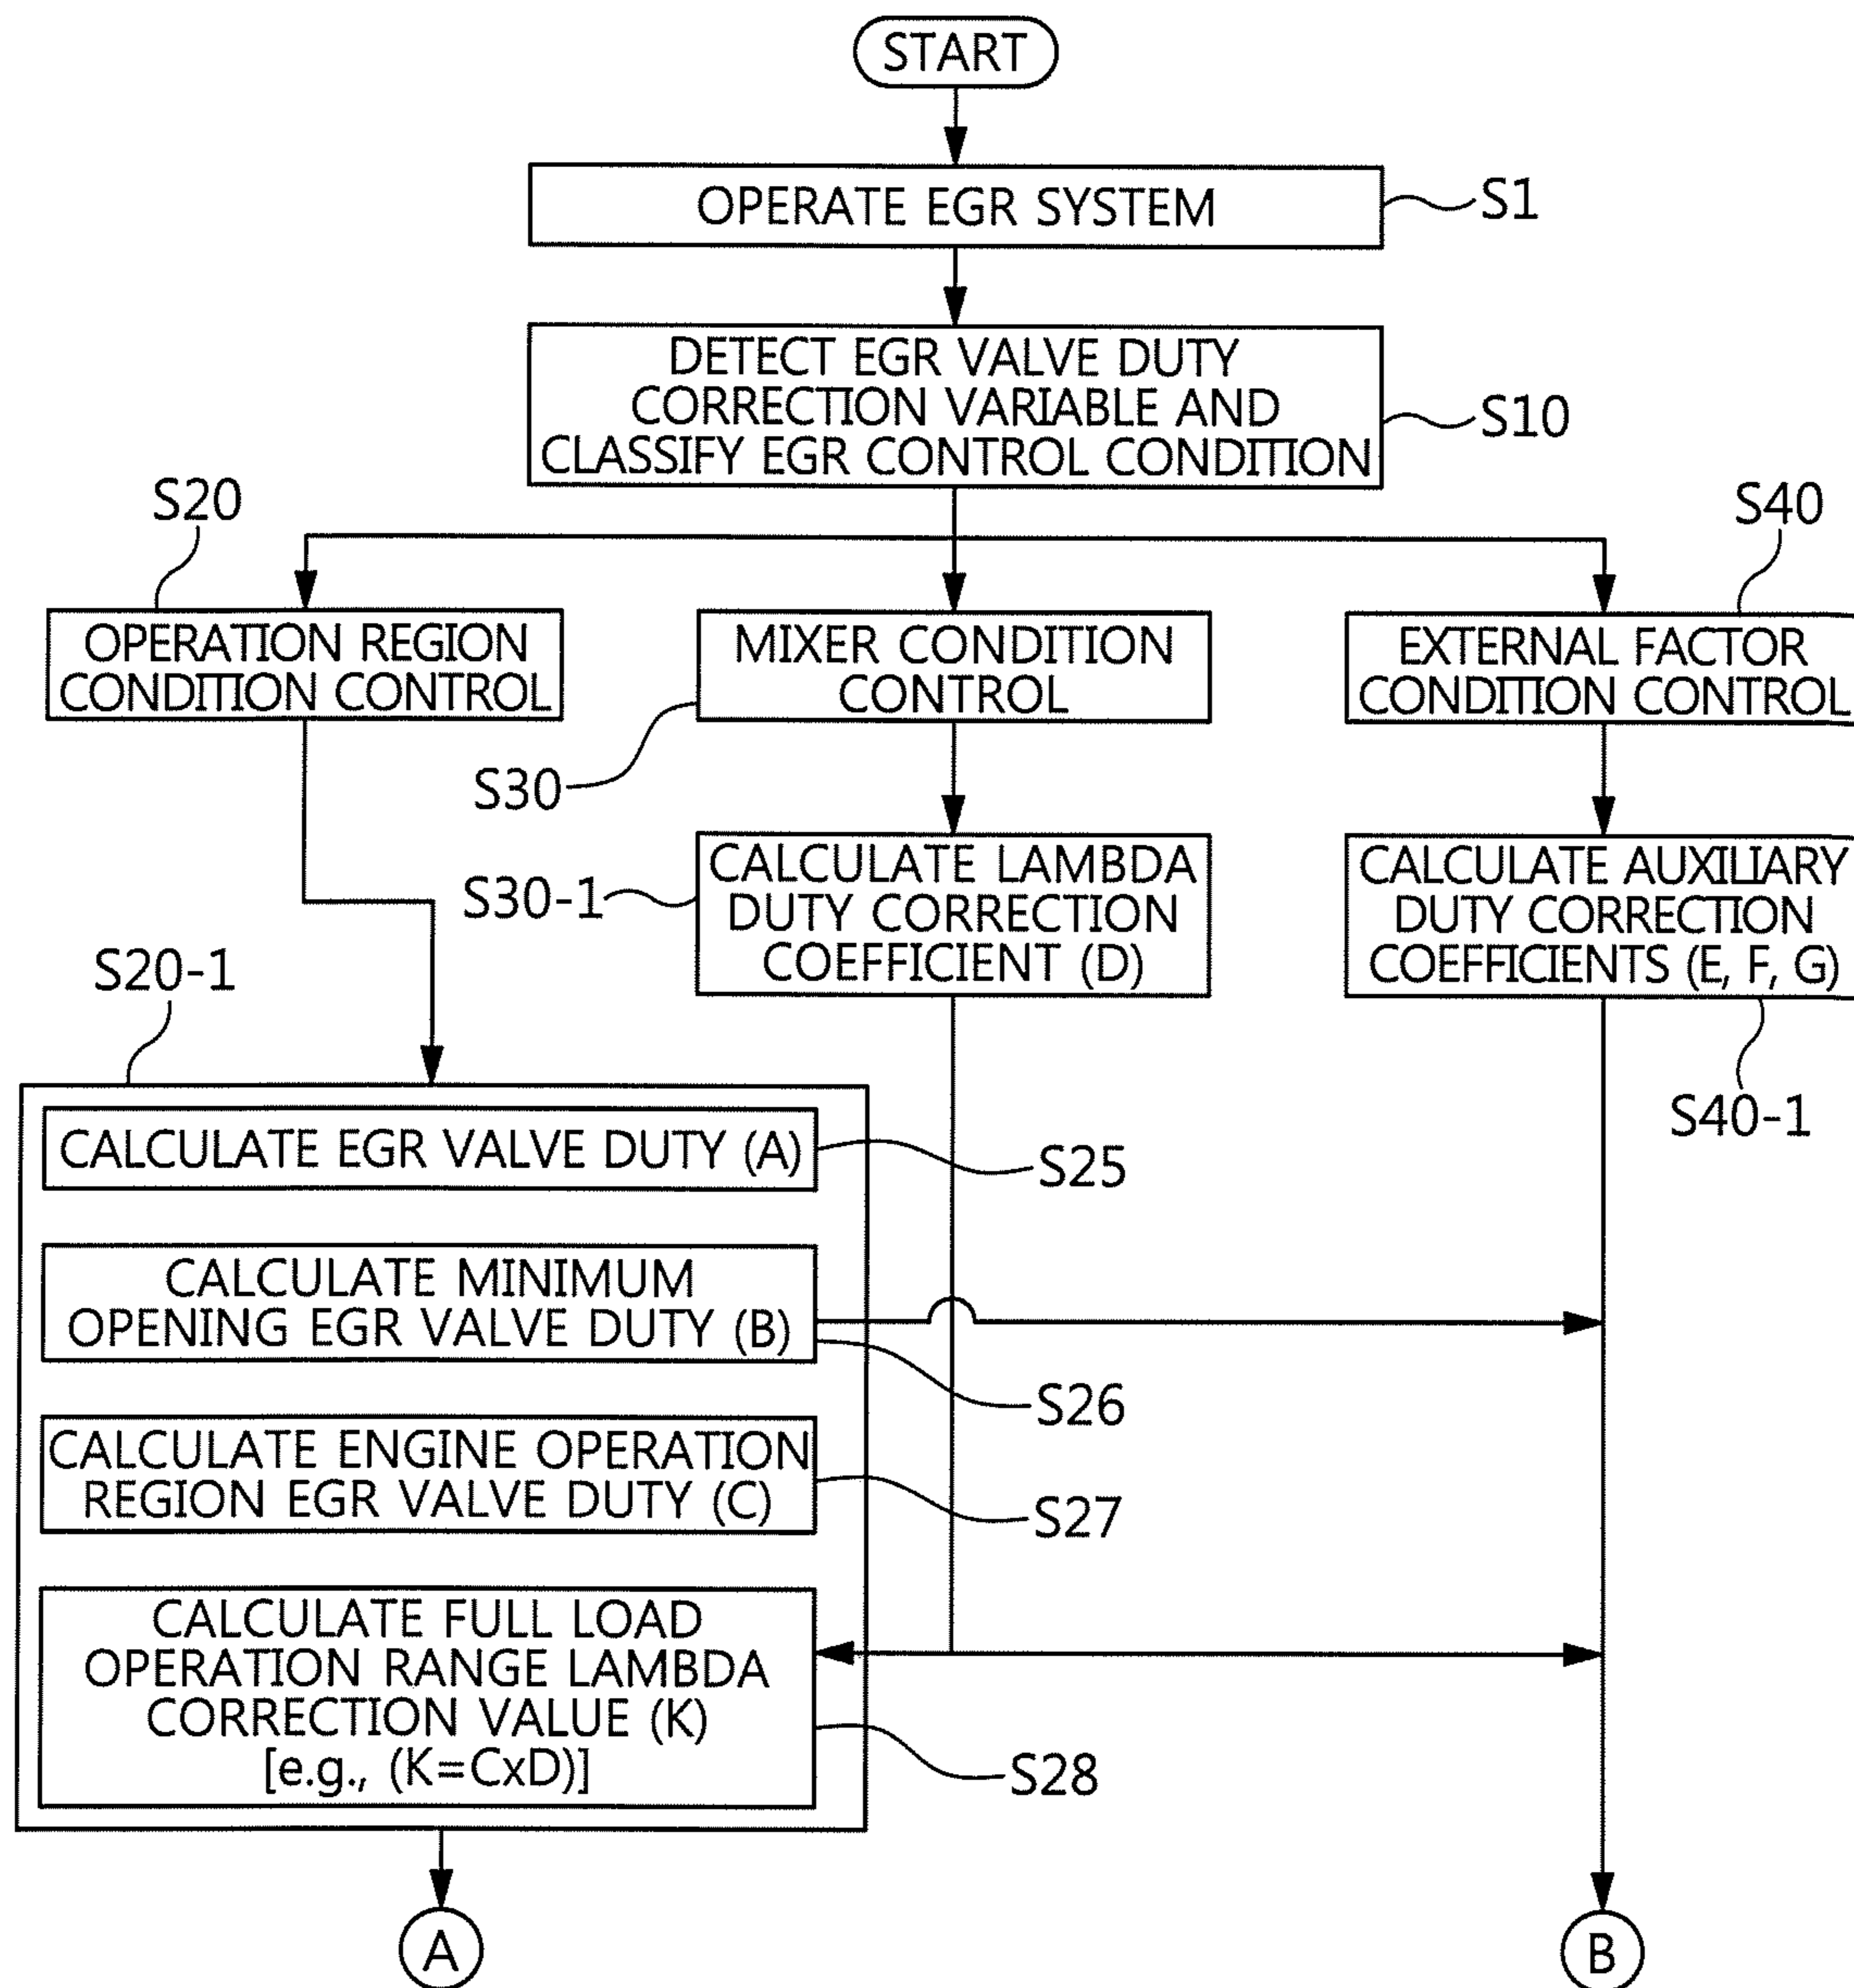 START
OPERATE EGR SYSTEM
S1
DETECT EGR VALVE DUTY
CORRECTION VARIABLE AND
CLASSIFY EGR CONTROL CONDITION
S10
S20
S40
OPERATION REGION
CONDITION CONTROL
MIXER CONDITION
CONTROL
EXTERNAL FACTOR
CONDITION CONTROL
S30
CALCULATE LAMBDA
DUTY CORRECTION
COEFFICIENT (D)
S30-1
CALCULATE AUXILIARY
DUTY CORRECTION
COEFFICIENTS (E, F, G)
S20-1
S40-1
CALCULATE EGR VALVE DUTY (A)
S25
CALCULATE MINIMUM
OPENING EGR VALVE DUTY (B)
S26
CALCULATE ENGINE OPERATION
REGION EGR VALVE DUTY (C)
S27
CALCULATE FULL LOAD
OPERATION RANGE LAMBDA
CORRECTION VALUE (K)
[e.g., (K=CxD)]
S28
A
B